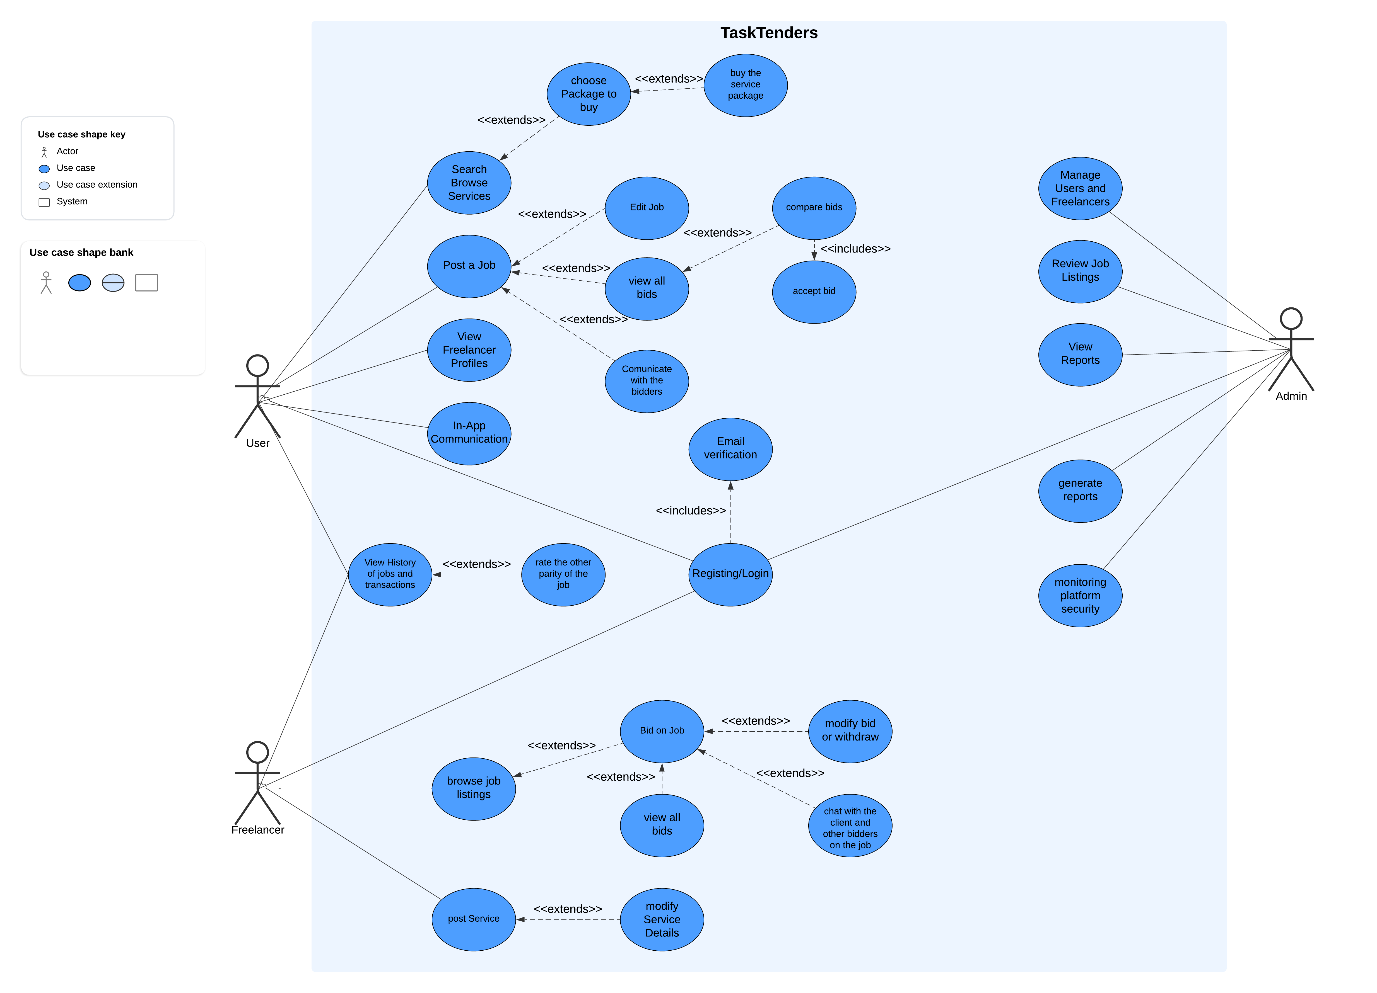 TaskTenders
Use case shape key
Actor
Use case
Use case extension
System
Use case shape bank
choose
Package to
buy
<<extends>>
buy the
service
package
<<extends>>
Search
Browse
Services
Edit Job
<<extends>>
compare bids
<<extends>>
<<includes>>
Post a Job
<<extends>>
view all
bids
accept bid
<<extends>>
View
Freelancer
Profiles
Comunicate
with the
bidders
In-App
Communication
User
Email
verification
<<includes>>
Registing/Login
View History
of jobs and
transactions
<<extends>>
rate the other
parity of the
job
Manage
Users and
Freelancers
Review Job
Listings
View
Reports
Admin
generate
reports
monitoring
platform
security
Bid on Job
<<extends>>
modify bid
or withdraw
<<extends>>
browse job
listings
<<extends>>
view all
bids
<<extends>>
chat with the
client and
other bidders
on the job
Freelancer
post Service
<<extends>>
modify
Service
Details